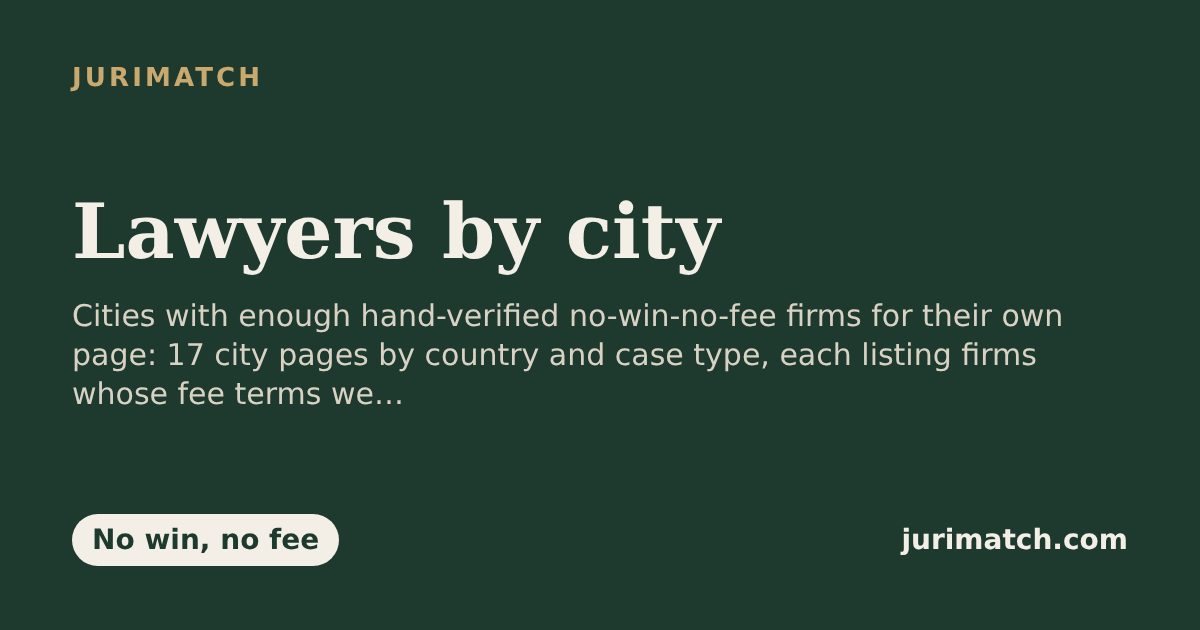 JURIMATCH
Lawyers by city
Cities with enough hand-verified no-win-no-fee firms for their own
page: 17 city pages by country and case type, each listing firms
whose fee terms we…
No win, no fee
jurimatch.com